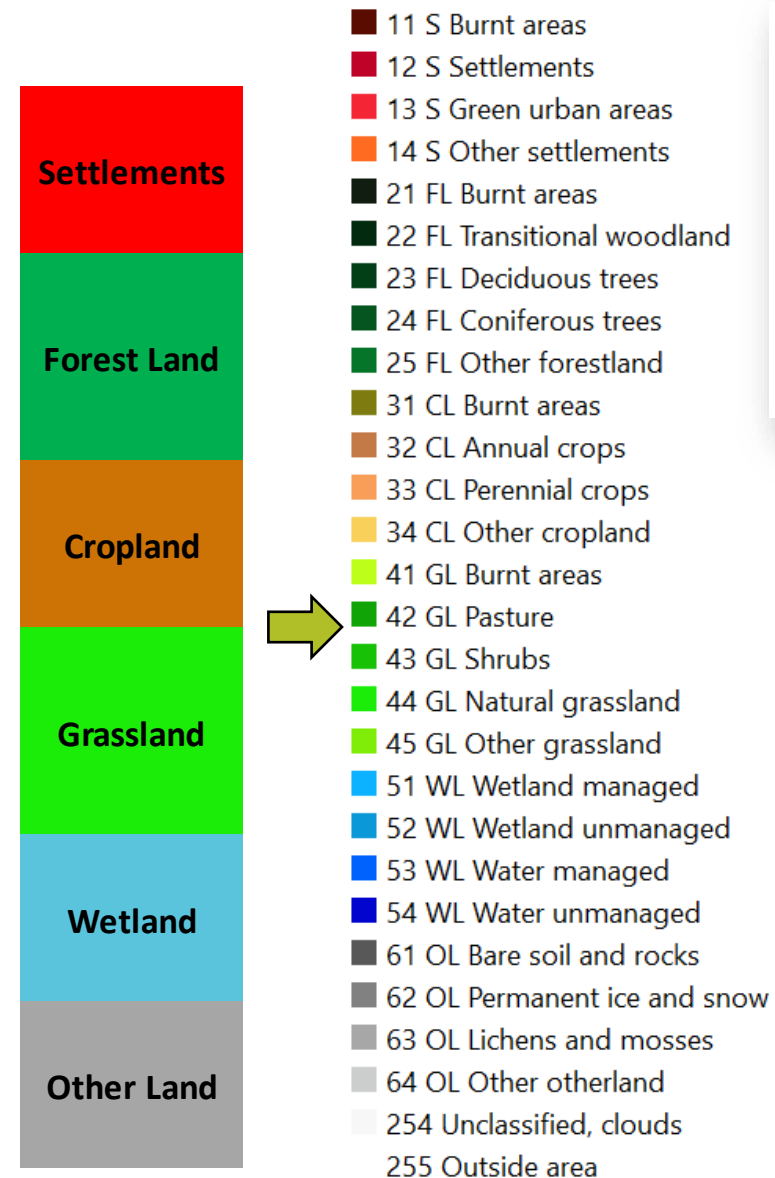 Settlements
Forest Land
Cropland
Grassland
Wetland
Other Land
11 S Burnt areas
12 S Settlements
13 S Green urban areas
14 S Other settlements
21 FL Burnt areas
22 FL Transitional woodland
23 FL Deciduous trees
24 FL Coniferous trees
25 FL Other forestland
31 CL Burnt areas
32 CL Annual crops
33 CL Perennial crops
34 CL Other cropland
41 GL Burnt areas
42 GL Pasture
43 GL Shrubs
44 GL Natural grassland
45 GL Other grassland
51 WL Wetland managed
52 WL Wetland unmanaged
53 WL Water managed
54 WL Water unmanaged
61 OL Bare soil and rocks
62 OL Permanent ice and snow
63 OL Lichens and mosses
64 OL Other otherland
254 Unclassified, clouds
255 Outside area